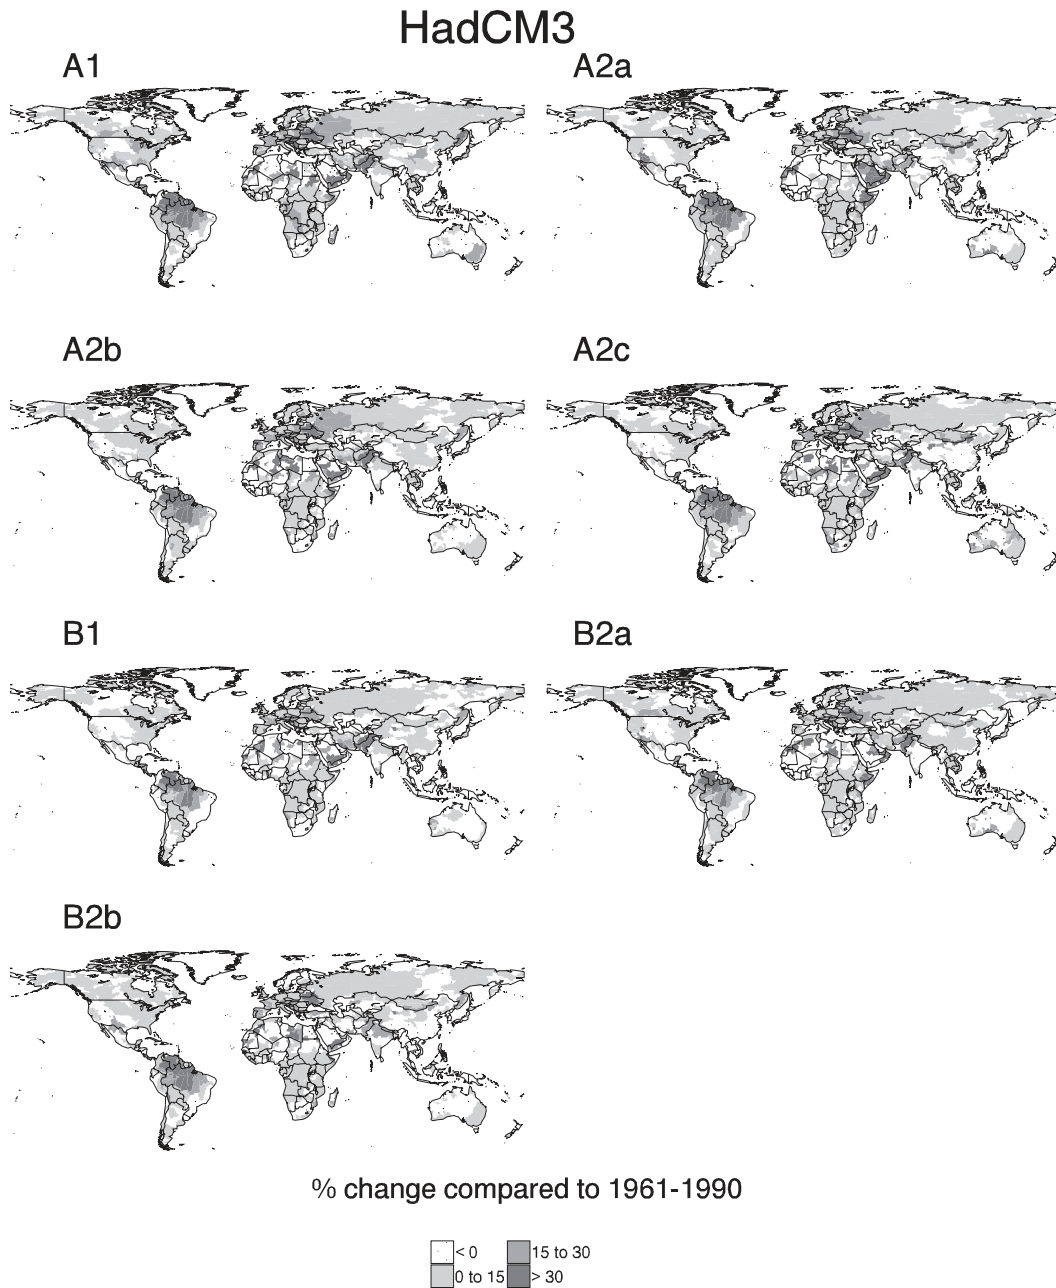 HadCM3
A1
A2a
A2b
A2c
B1
B2a
B2b
% change compared to 1961-1990
< 0
15 to 30
0 to 15
> 30